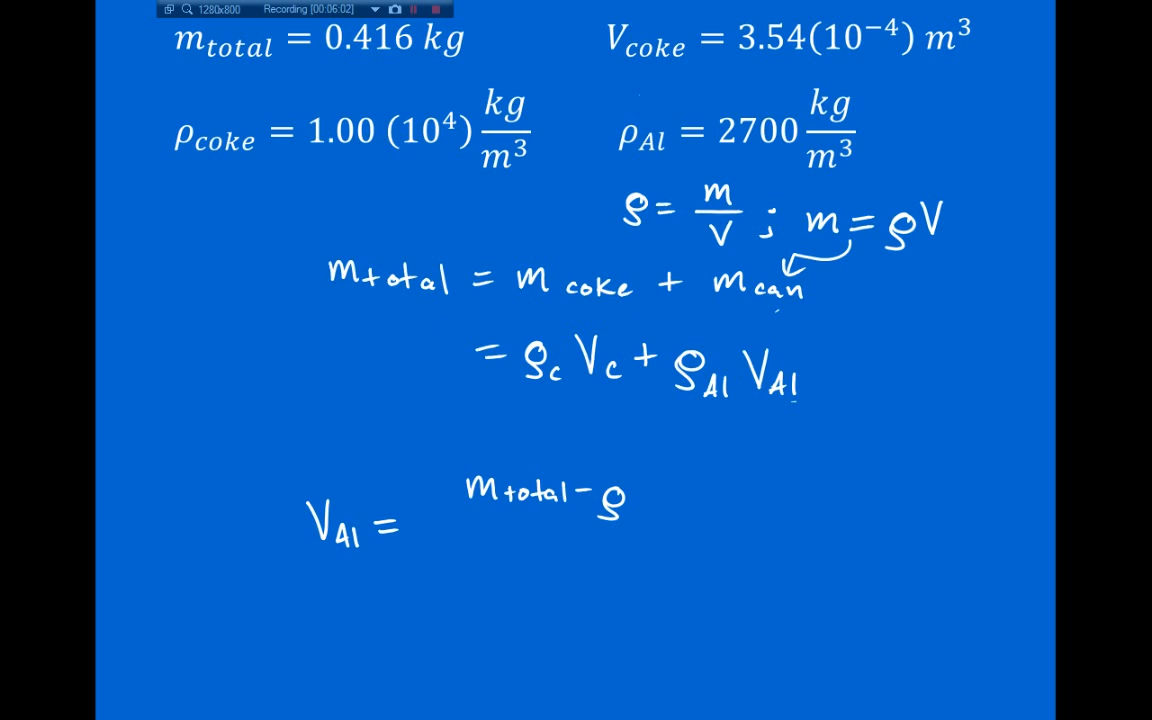 1280x800 Recording [00:06:02]
m_total = 0.416 kg V_coke = 3.54(10⁻⁴) m³
ρ_coke = 1.00 (10⁴) kg/m³ ρ_Al = 2700 kg/m³
ρ = m/V ; m = ρV
m_total = m_coke + m_can
= ρ_c V_c + ρ_Al V_Al
V_Al = m_total - ρ